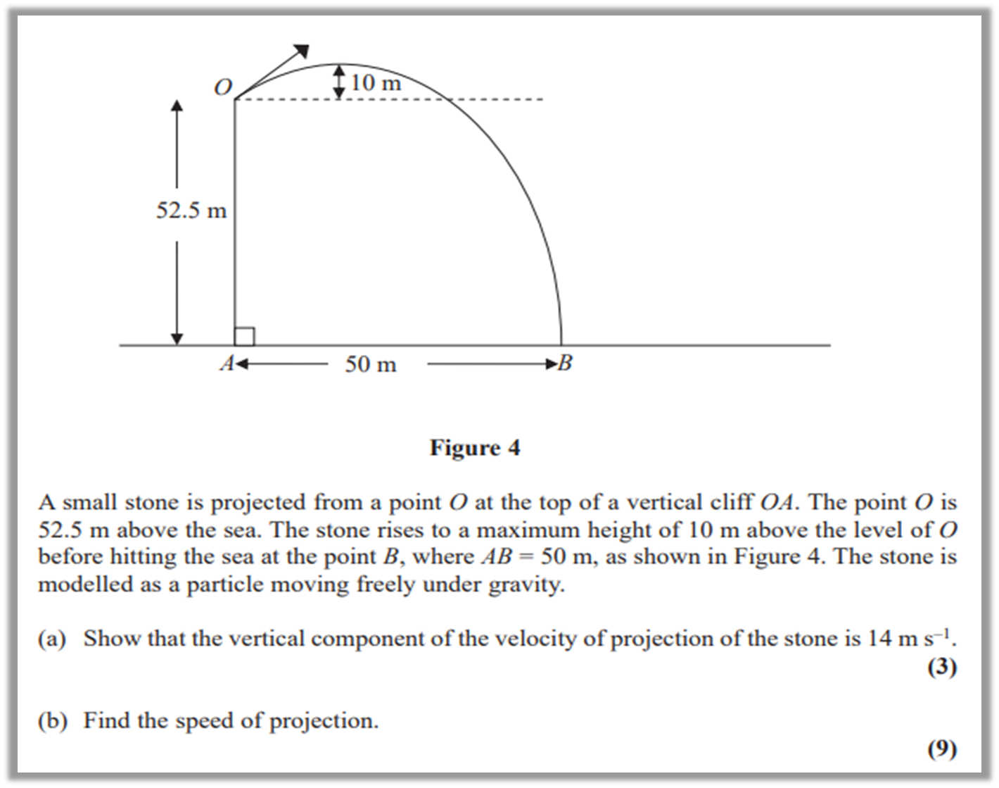 O
10 m
52.5 m
A
50 m
B
Figure 4
A small stone is projected from a point O at the top of a vertical cliff OA. The point O is
52.5 m above the sea. The stone rises to a maximum height of 10 m above the level of O
before hitting the sea at the point B, where AB = 50 m, as shown in Figure 4. The stone is
modelled as a particle moving freely under gravity.
(a) Show that the vertical component of the velocity of projection of the stone is 14 m s⁻¹.
(3)
(b) Find the speed of projection.
(9)